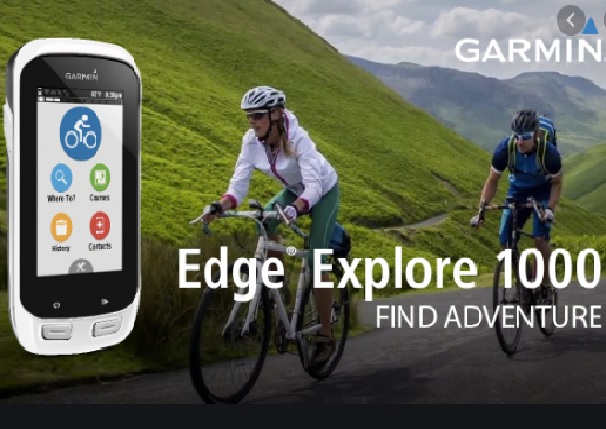 GARMIN
GARMIN
Where To?
Courses
History
Contacts
Edge® Explore 1000
FIND ADVENTURE